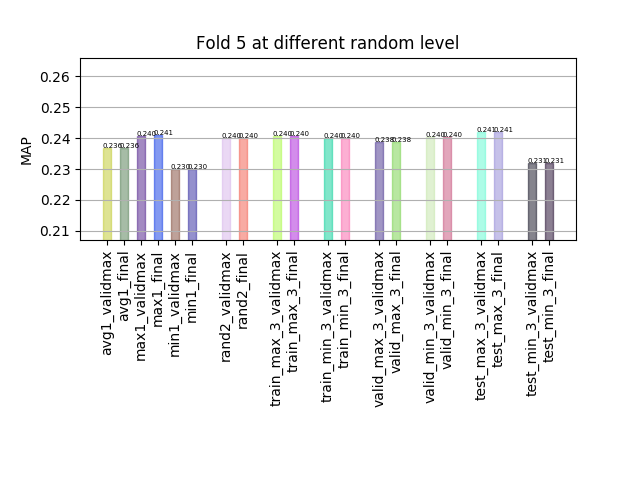 Fold 5 at different random level
MAP
0.26
0.25
0.24
0.23
0.22
0.21
0.236
0.236
0.240
0.241
0.230
0.230
0.240
0.240
0.240
0.240
0.240
0.240
0.238
0.238
0.240
0.240
0.241
0.241
0.231
0.231
avg1_validmax
avg1_final
max1_validmax
max1_final
min1_validmax
min1_final
rand2_validmax
rand2_final
train_max_3_validmax
train_max_3_final
train_min_3_validmax
train_min_3_final
valid_max_3_validmax
valid_max_3_final
valid_min_3_validmax
valid_min_3_final
test_max_3_validmax
test_max_3_final
test_min_3_validmax
test_min_3_final